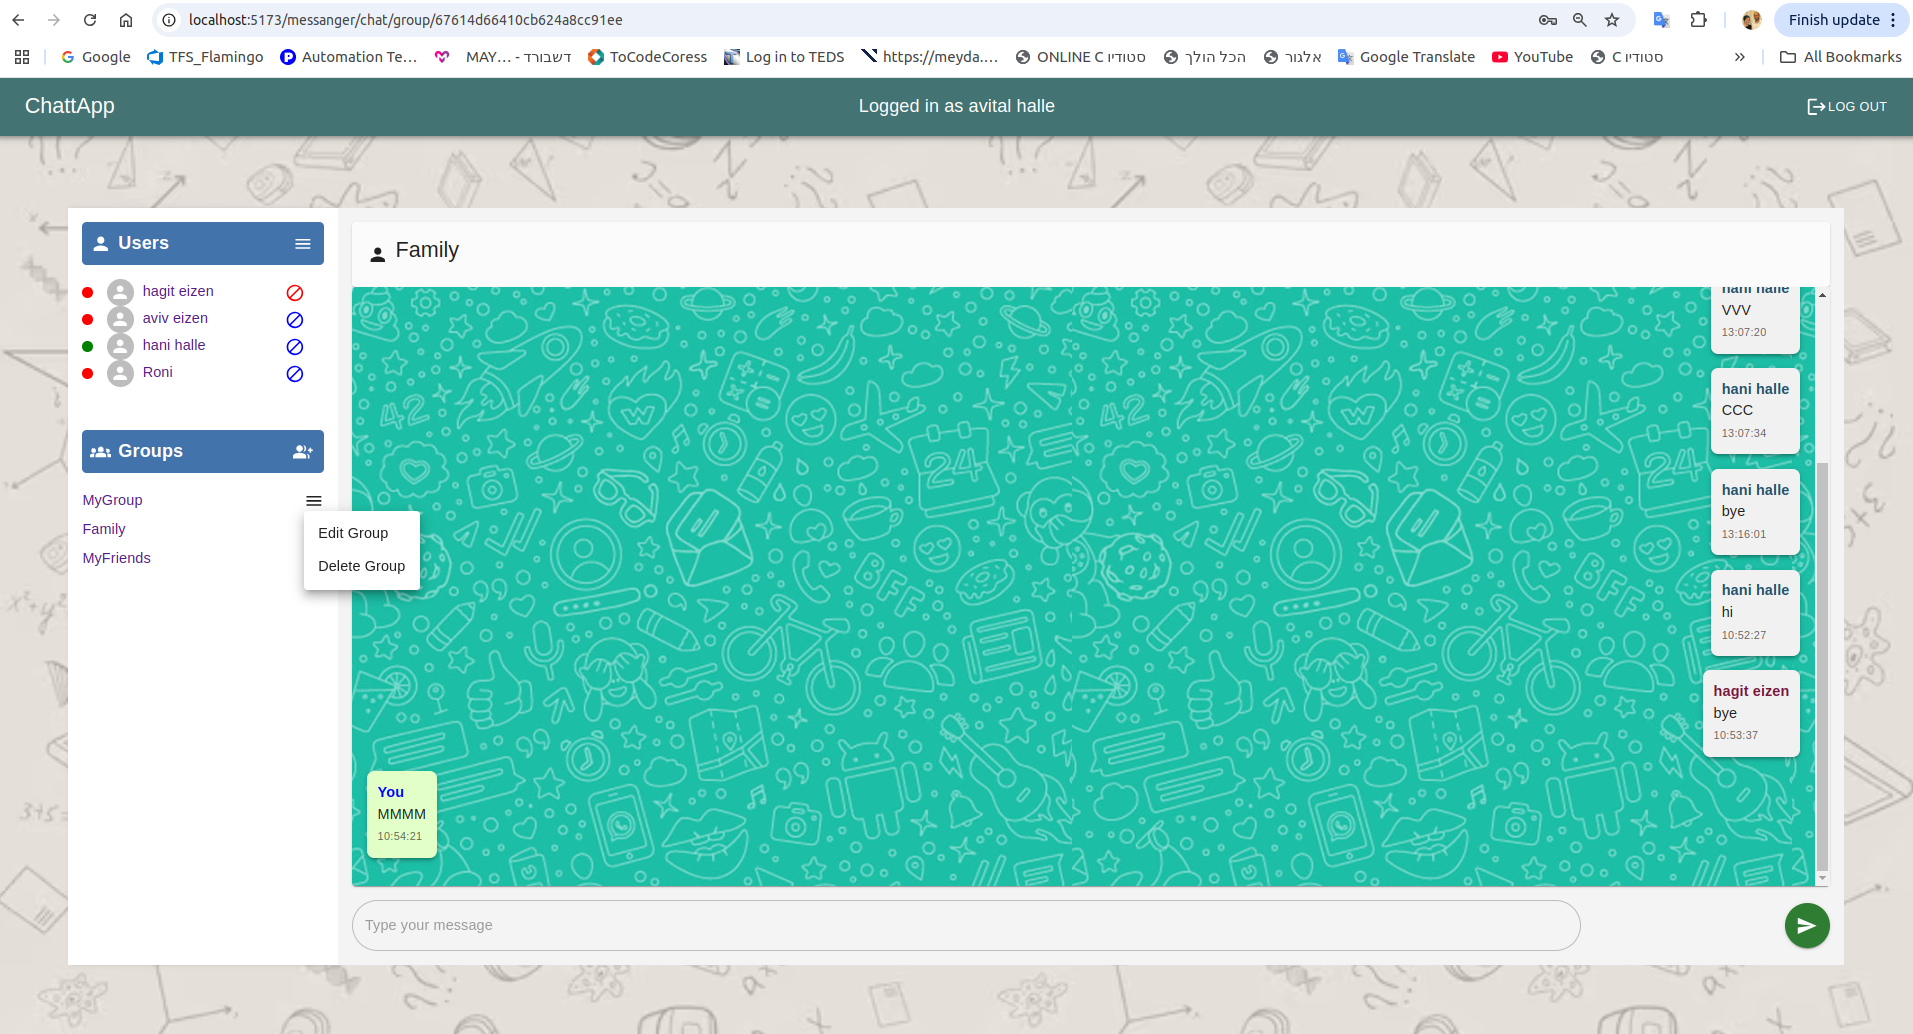 localhost:5173/messanger/chat/group/67614d66410cb624a8cc91ee
Finish update
Google
TFS_Flamingo
Automation Te…
MAY… - דשבורד
ToCodeCoress
Log in to TEDS
https://meyda.…
ONLINE C סטודיו
הכל הולך
אלגור
Google Translate
YouTube
C סטודיו
»
All Bookmarks
ChattApp
Logged in as avital halle
LOG OUT
Users
hagit eizen
aviv eizen
hani halle
Roni
Groups
MyGroup
Family
MyFriends
Edit Group
Delete Group
Family
hani halle
VVV
13:07:20
hani halle
CCC
13:07:34
hani halle
bye
13:16:01
hani halle
hi
10:52:27
hagit eizen
bye
10:53:37
You
MMMM
10:54:21
Type your message